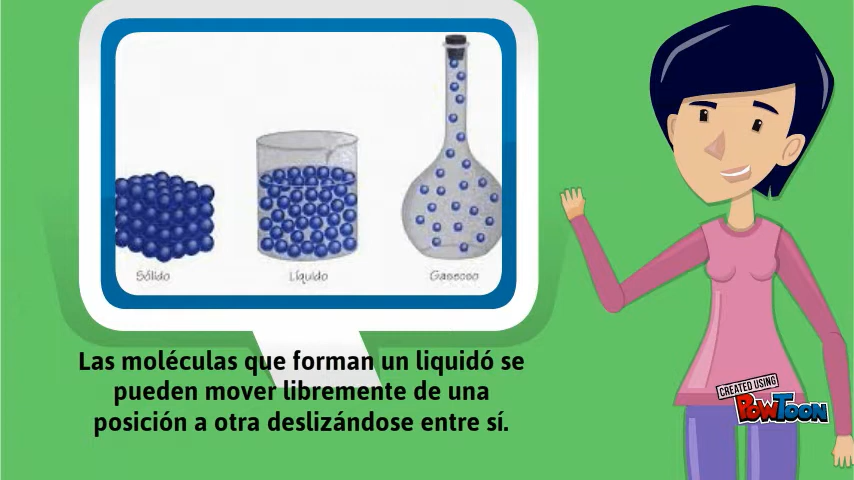 Sólido
Líquido
Gaseoso
Las moléculas que forman un liquidó se
pueden mover libremente de una
posición a otra deslizándose entre sí.
CREATED USING
POWTOON